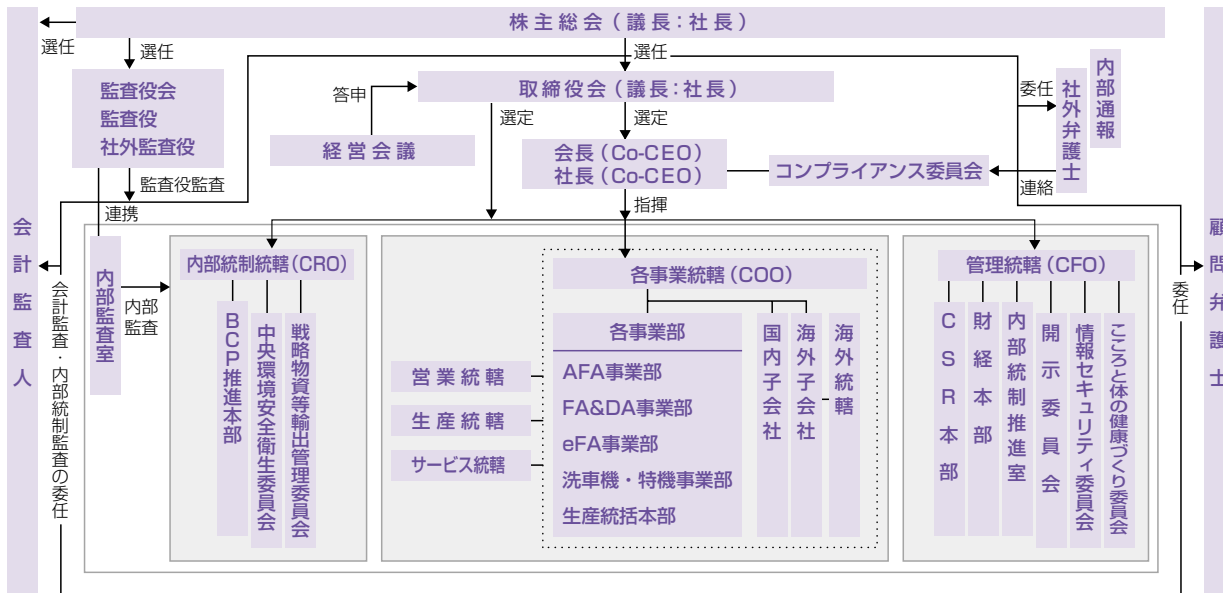 株主総会(議長:社長)
選任
選任
選任
監査役会
監査役
社外監査役
取締役会(議長:社長)
答申
経営会議
選定
選定
会長(Co-CEO)
社長(Co-CEO)
コンプライアンス委員会
委任
社外弁護士
内部通報
連絡
監査役監査
連携
指揮
会計監査人
会計監査・内部統制監査の委任
内部監査室
内部
監査
内部統制統轄(CRO)
BCP推進本部
中央環境安全衛生委員会
戦略物資等輸出管理委員会
各事業統轄(COO)
営業統轄
生産統轄
サービス統轄
各事業部
AFA事業部
FA&DA事業部
eFA事業部
洗車機・特機事業部
生産統括本部
国内子会社
海外子会社
海外統轄
管理統轄(CFO)
CSR本部
財経本部
内部統制推進室
開示委員会
情報セキュリティ委員会
こころと体の健康づくり委員会
委任
顧問弁護士